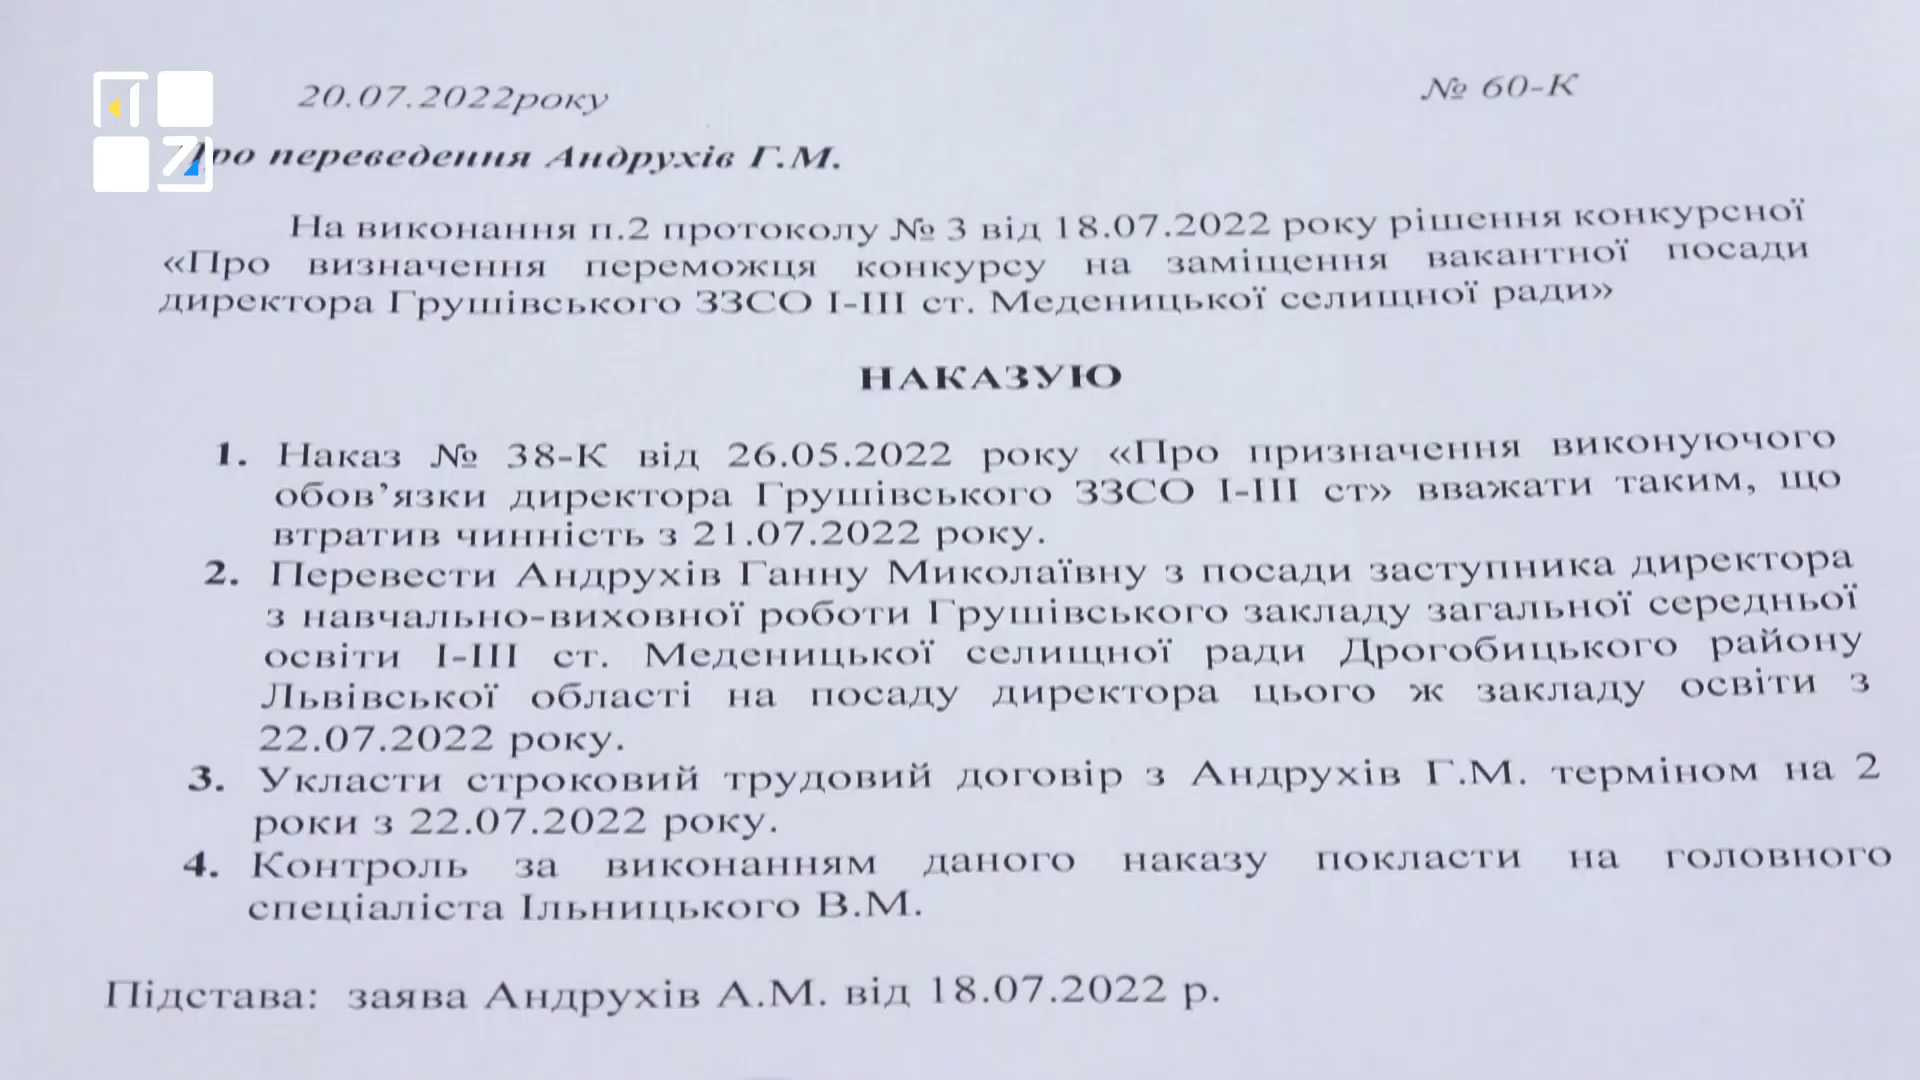 20.07.2022року № 60-К
Про переведення Андрухів Г.М.
На виконання п.2 протоколу № 3 від 18.07.2022 року рішення конкурсної
«Про визначення переможця конкурсу на заміщення вакантної посади
директора Грушівського ЗЗСО І-ІІІ ст. Меденицької селищної ради»
НАКАЗУЮ
1. Наказ № 38-К від 26.05.2022 року «Про призначення виконуючого
обов’язки директора Грушівського ЗЗСО І-ІІІ ст» вважати таким, що
втратив чинність з 21.07.2022 року.
2. Перевести Андрухів Ганну Миколаївну з посади заступника директора
з навчально-виховної роботи Грушівського закладу загальної середньої
освіти І-ІІІ ст. Меденицької селищної ради Дрогобицького району
Львівської області на посаду директора цього ж закладу освіти з
22.07.2022 року.
3. Укласти строковий трудовий договір з Андрухів Г.М. терміном на 2
роки з 22.07.2022 року.
4. Контроль за виконанням даного наказу покласти на головного
спеціаліста Ільницького В.М.
Підстава: заява Андрухів А.М. від 18.07.2022 р.